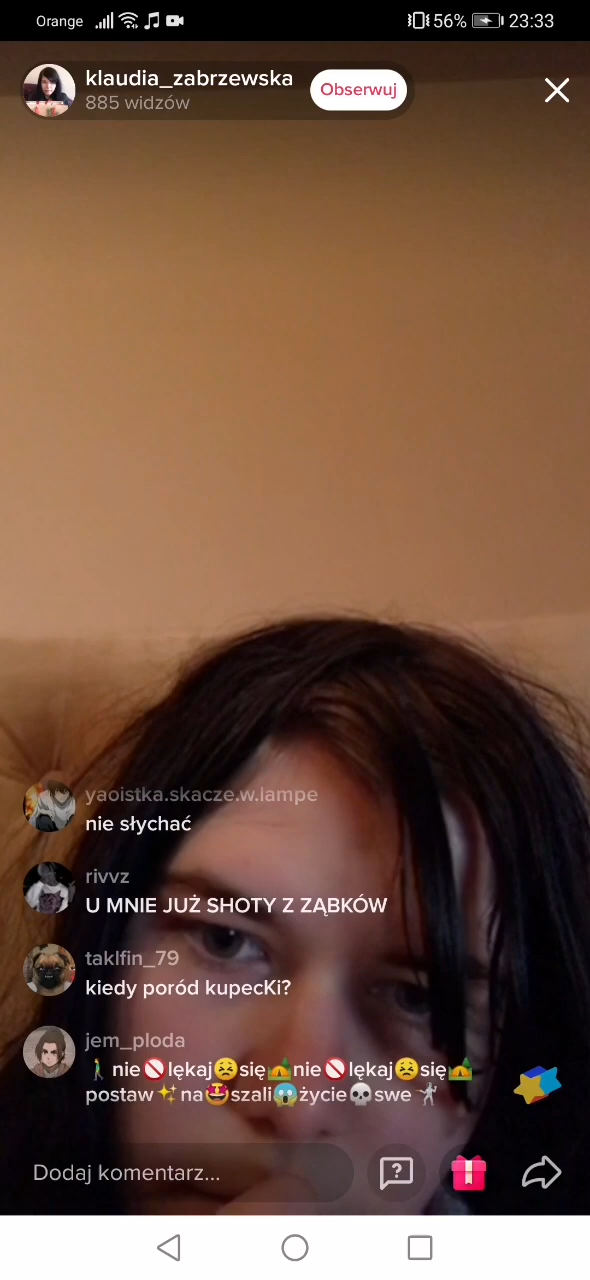 Orange 56% 23:33
klaudia_zabrzewska Obserwuj
885 widzów
yaoistka.skacze.w.lampe
nie słychać
rivvz
U MNIE JUŻ SHOTY Z ZĄBKÓW
taklfin_79
kiedy poród kupecKi?
jem_ploda
🚶‍♂️nie🚫lękaj😣się🏕️nie🚫lękaj😣się🏕️
postaw✨na🤩szali😱życie💀swe🤺
Dodaj komentarz...